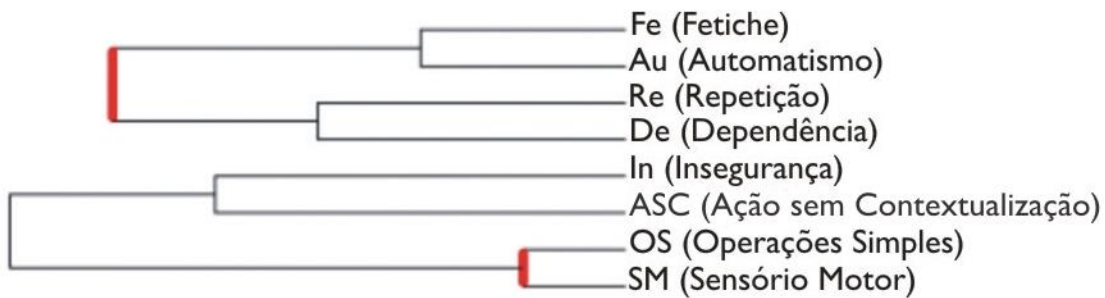 Fe (Fetiche)
Au (Automatismo)
Re (Repetição)
De (Dependência)
In (Insegurança)
ASC (Ação sem Contextualização)
OS (Operações Simples)
SM (Sensório Motor)